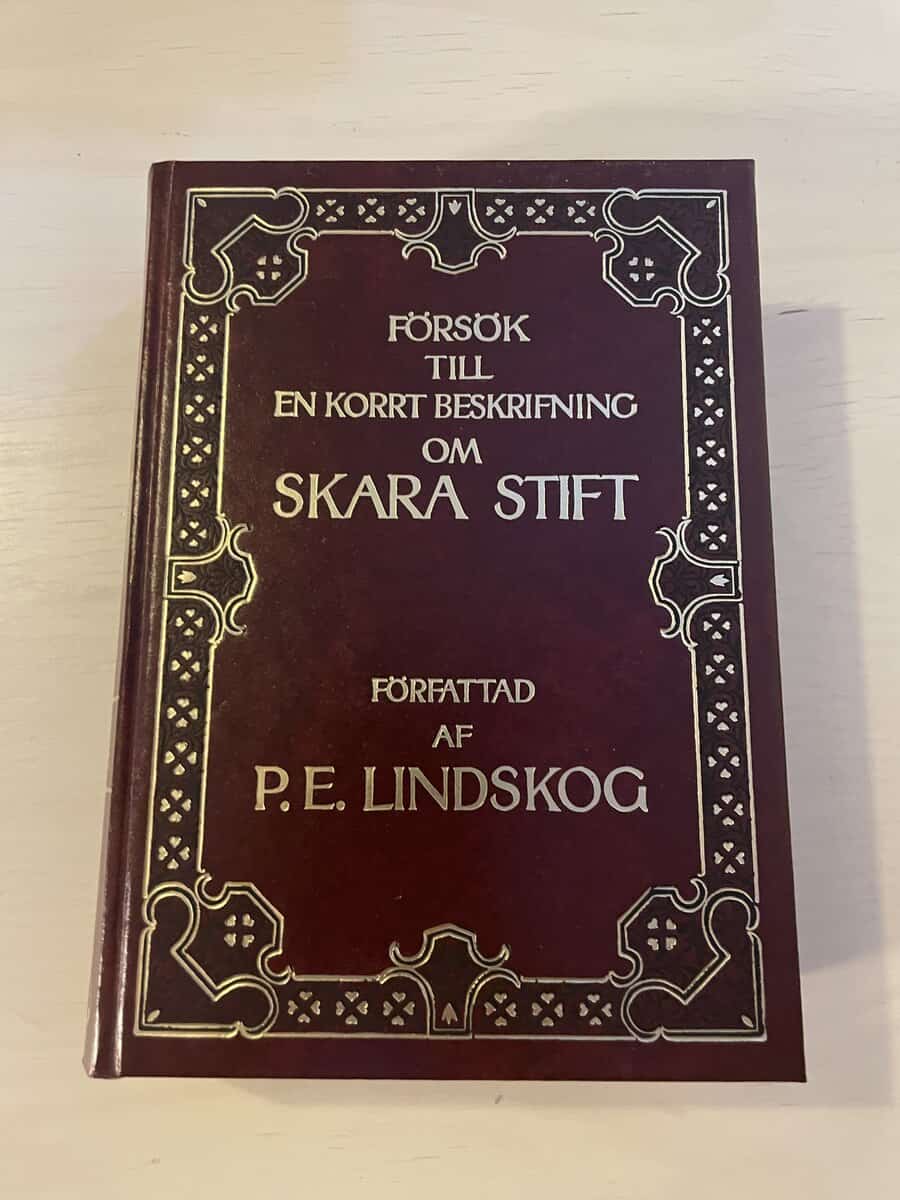 FÖRSÖK
TILL
EN KORRT BESKRIFNING
OM
SKARA STIFT
FÖRFATTAD
AF
P. E. LINDSKOG